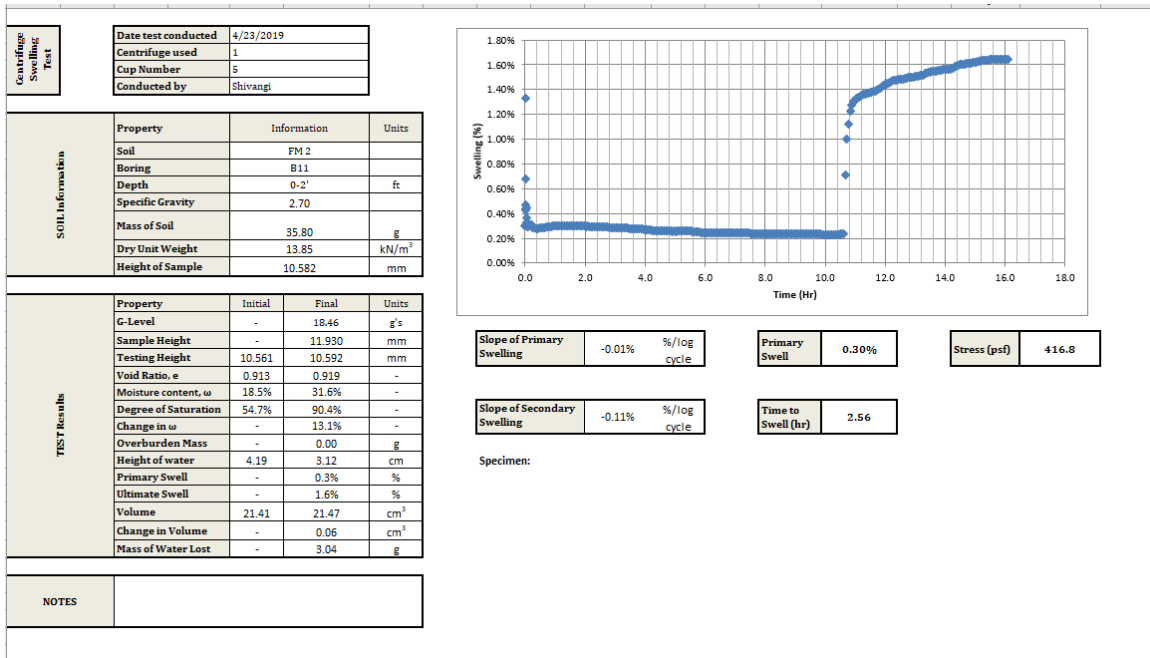 Centrifuge
Swelling
Test
Date test conducted 4/23/2019
Centrifuge used 1
Cup Number 5
Conducted by Shivangi
SOIL Information
Property Information Units
Soil FM 2
Boring B11
Depth 0-2' ft
Specific Gravity 2.70
Mass of Soil 35.80 g
Dry Unit Weight 13.85 kN/m³
Height of Sample 10.582 mm
TEST Results
Property Initial Final Units
G-Level - 18.46 g's
Sample Height - 11.930 mm
Testing Height 10.561 10.592 mm
Void Ratio, e 0.913 0.919 -
Moisture content, ω 18.5% 31.6% -
Degree of Saturation 54.7% 90.4% -
Change in ω - 13.1% -
Overburden Mass - 0.00 g
Height of water 4.19 3.12 cm
Primary Swell - 0.3% %
Ultimate Swell - 1.6% %
Volume 21.41 21.47 cm³
Change in Volume - 0.06 cm³
Mass of Water Lost - 3.04 g
NOTES
Swelling (%)
1.80%
1.60%
1.40%
1.20%
1.00%
0.80%
0.60%
0.40%
0.20%
0.00%
0.0 2.0 4.0 6.0 8.0 10.0 12.0 14.0 16.0 18.0
Time (Hr)
Slope of Primary
Swelling
-0.01%
%/log
cycle
Primary
Swell
0.30%
Stress (psf) 416.8
Slope of Secondary
Swelling
-0.11%
%/log
cycle
Time to
Swell (hr)
2.56
Specimen: